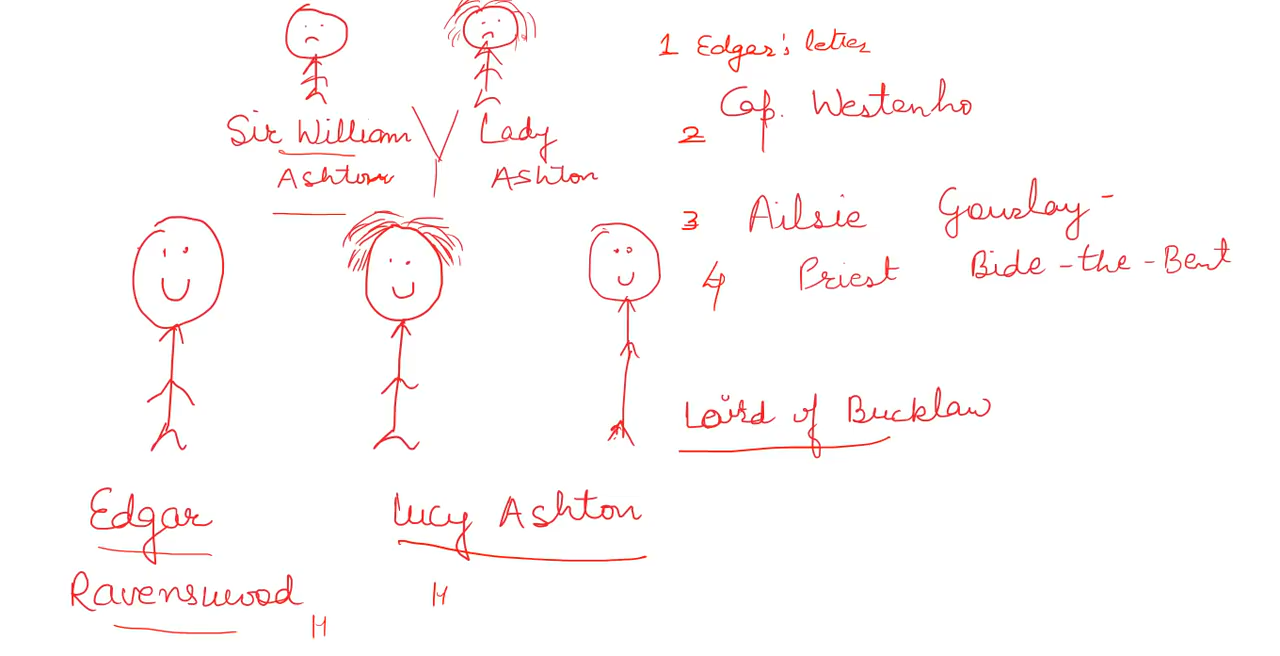 1 Edgar's letter
2 Cap. Westenho
Sir William
Ashton
Lady
Ashton
3 Ailsie Gourlay -
4 Priest Bide-the-Bent
Laird of Bucklaw
Edgar
Ravenswood
H
Lucy Ashton
H